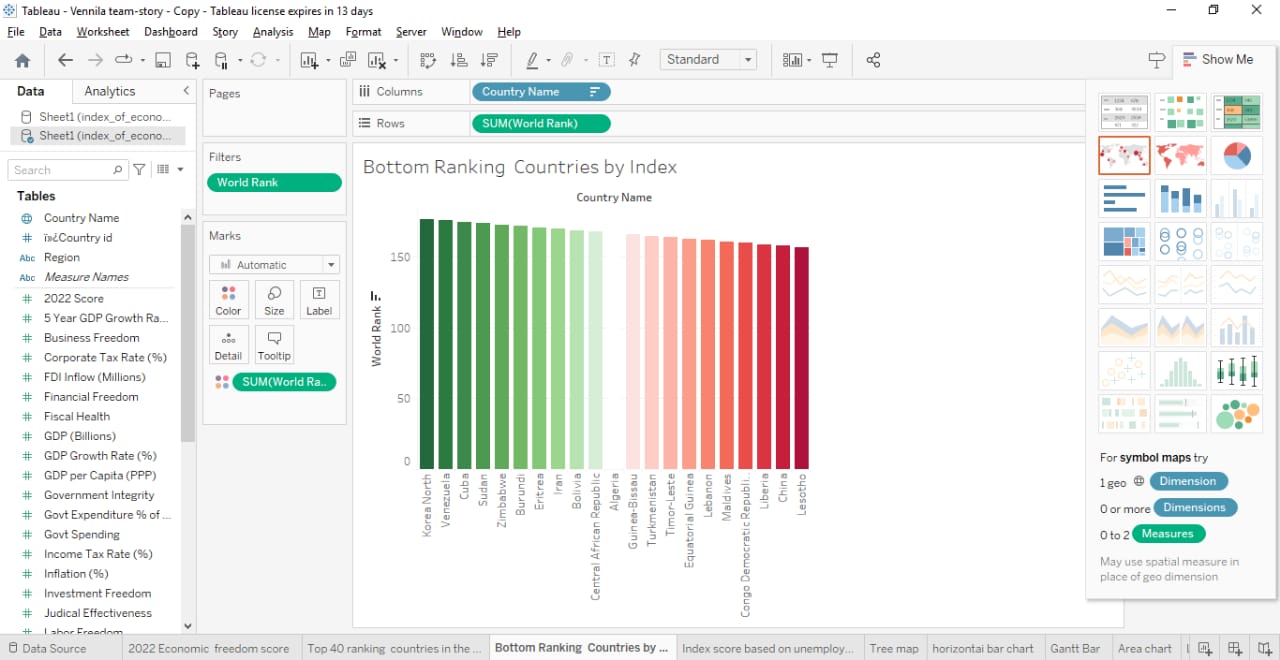 Tableau - Vennila team-story - Copy - Tableau license expires in 13 days
File Data Worksheet Dashboard Story Analysis Map Format Server Window Help
Standard
Show Me
Data Analytics
Sheet1 (index_of_econo...
Sheet1 (index_of_econo...
Search
Tables
Country Name
ï»¿Country id
Region
Measure Names
2022 Score
5 Year GDP Growth Ra...
Business Freedom
Corporate Tax Rate (%)
FDI Inflow (Millions)
Financial Freedom
Fiscal Health
GDP (Billions)
GDP Growth Rate (%)
GDP per Capita (PPP)
Government Integrity
Govt Expenditure % of ...
Govt Spending
Income Tax Rate (%)
Inflation (%)
Investment Freedom
Judical Effectiveness
Labor Freedom
Pages
Filters
World Rank
Marks
Automatic
Color Size Label
Detail Tooltip
SUM(World Ra..
Columns Country Name
Rows SUM(World Rank)
Bottom Ranking  Countries by Index
Country Name
World Rank
150
100
50
0
Korea North
Venezuela
Cuba
Sudan
Zimbabwe
Burundi
Eritrea
Iran
Bolivia
Central African Republic
Algeria
Guinea-Bissau
Turkmenistan
Timor-Leste
Equatorial Guinea
Lebanon
Maldives
Congo Democratic Republi..
Liberia
China
Lesotho
For symbol maps try
1 geo Dimension
0 or more Dimensions
0 to 2 Measures
May use spatial measure in
place of geo dimension
Data Source 2022 Economic freedom score Top 40 ranking countries in the ... Bottom Ranking Countries by ... Index score based on unemploy... Tree map horizontai bar chart Gantt Bar Area chart